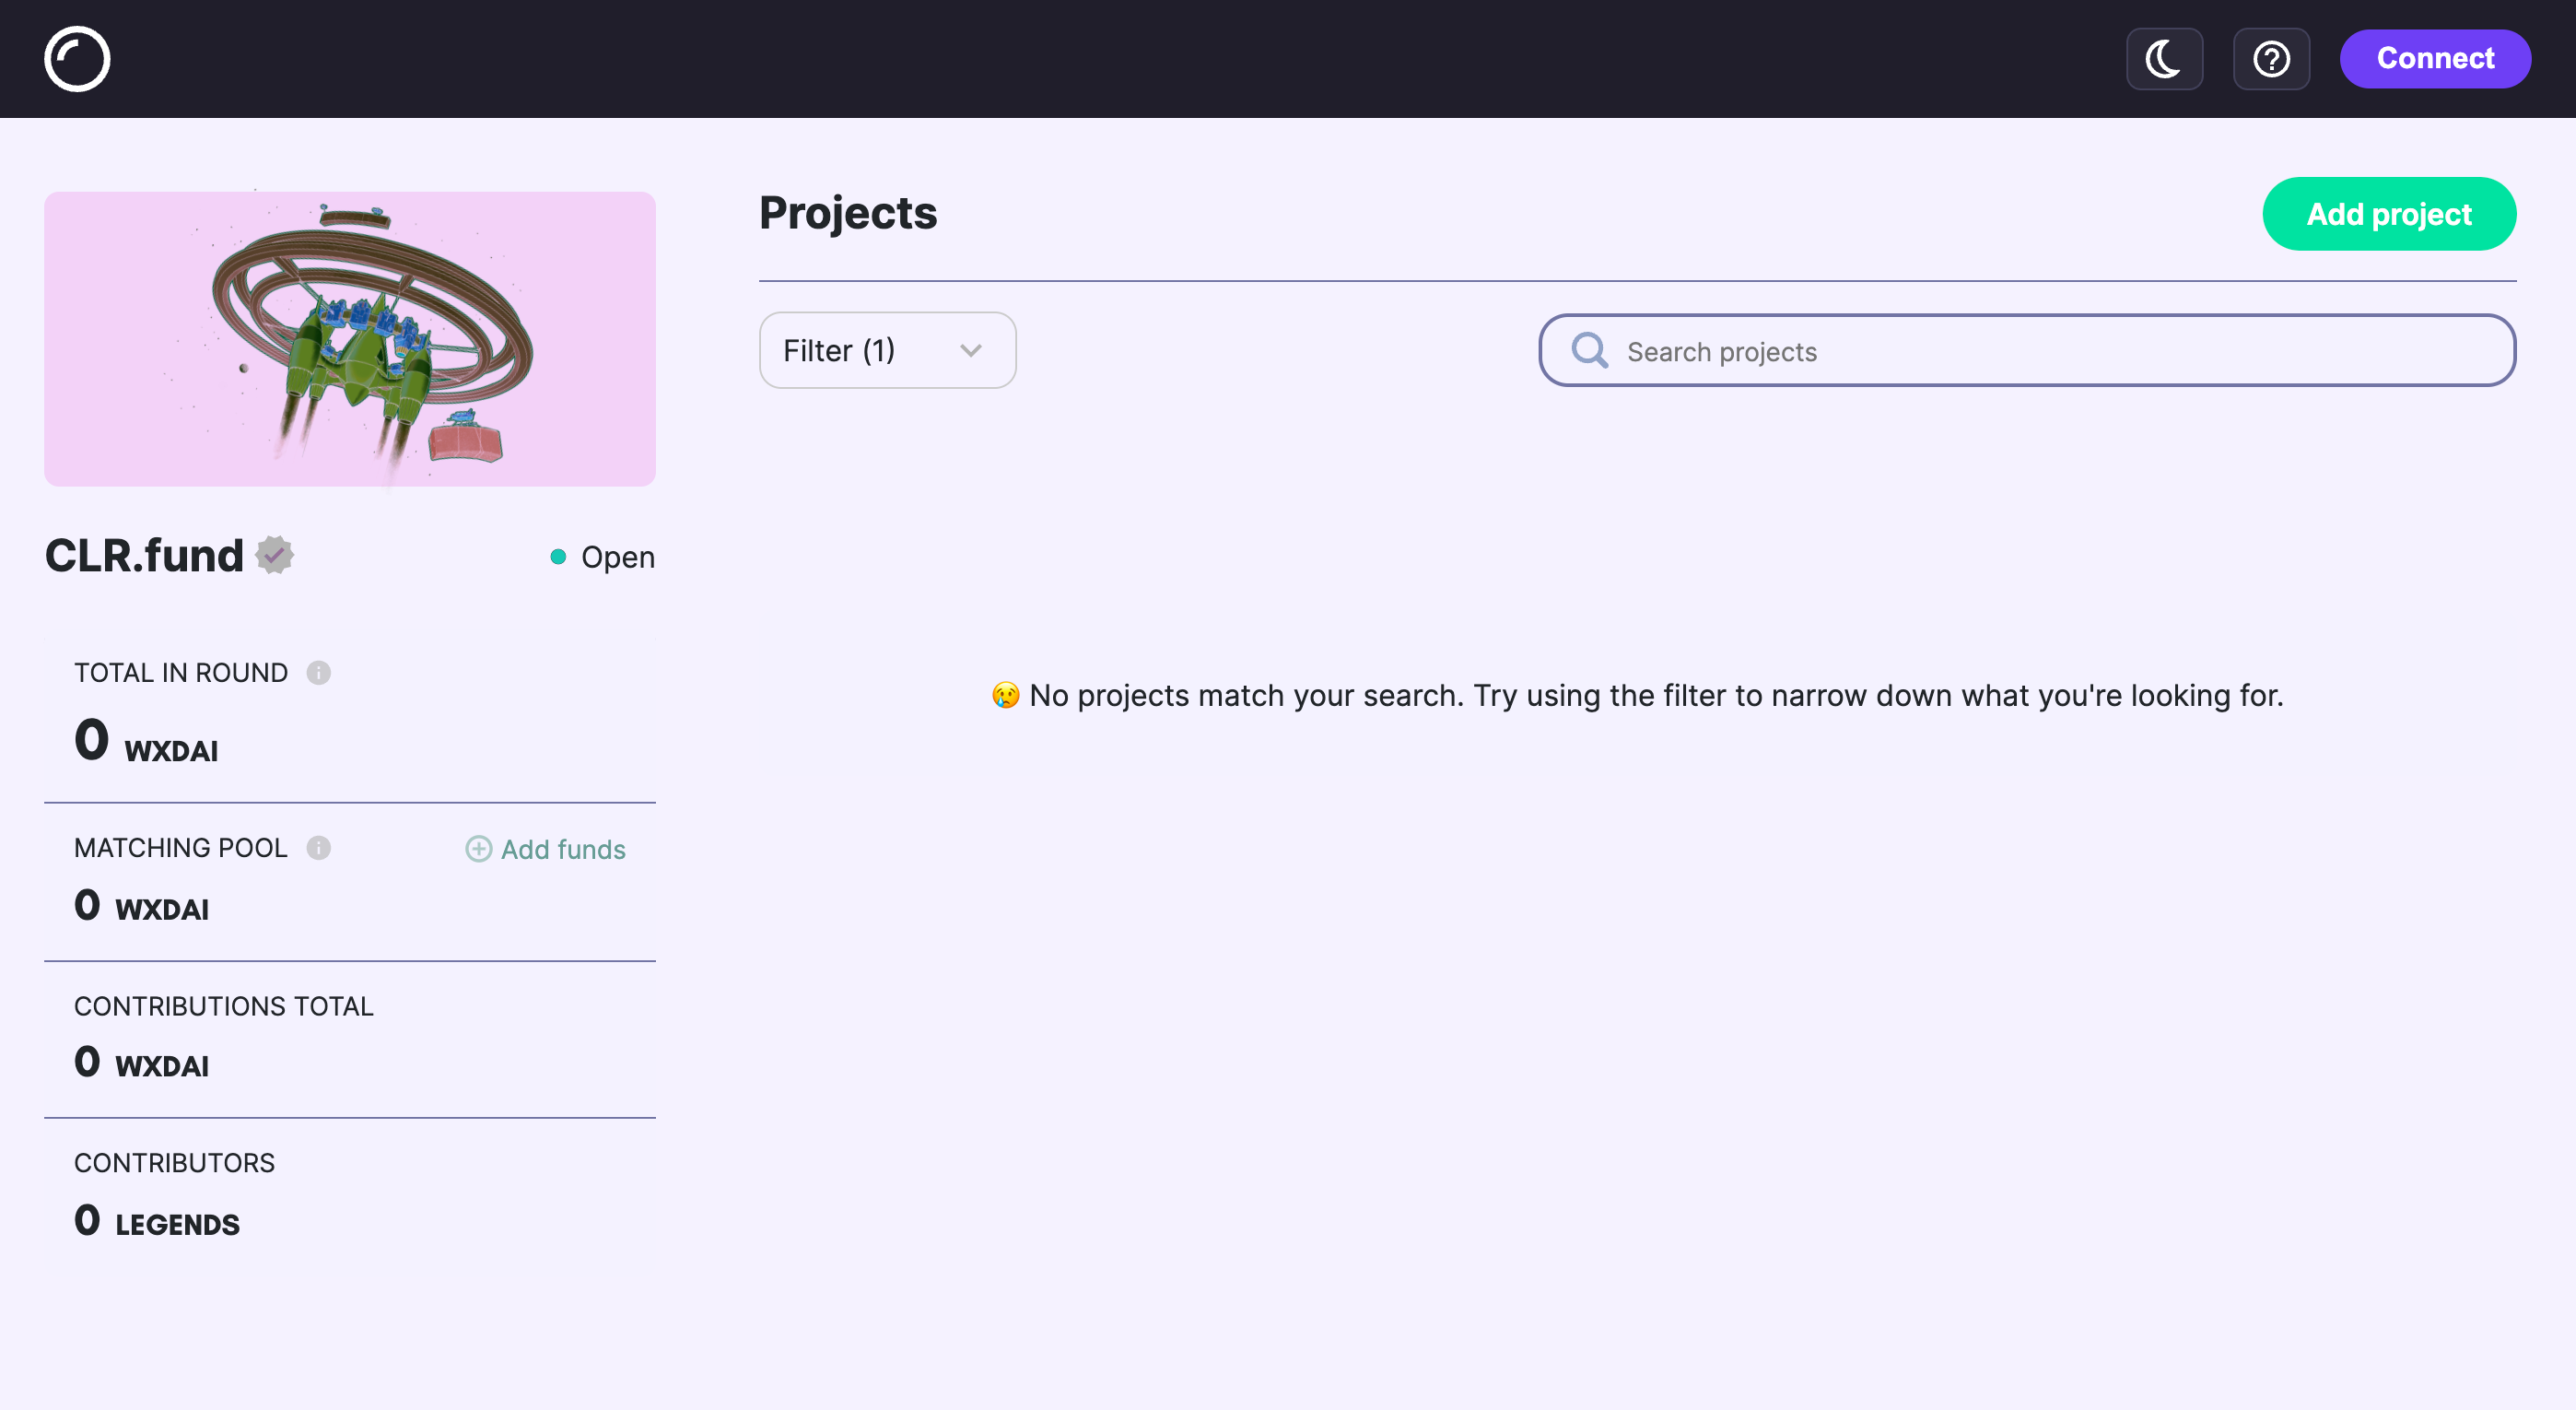 Connect
Projects
Add project
Filter (1)
Search projects
CLR.fund
Open
TOTAL IN ROUND
0 WXDAI
MATCHING POOL
Add funds
0 WXDAI
CONTRIBUTIONS TOTAL
0 WXDAI
CONTRIBUTORS
0 LEGENDS
😢 No projects match your search. Try using the filter to narrow down what you're looking for.